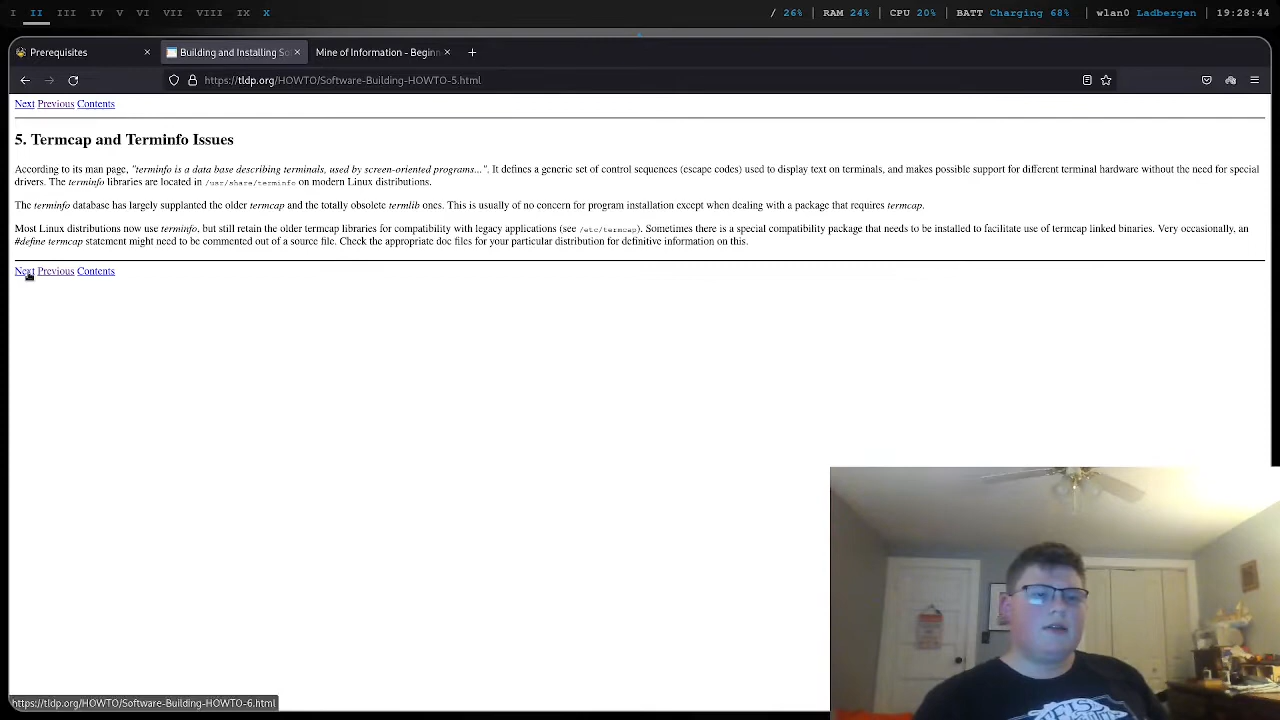 I II III IV V VI VII VIII IX X / 26% | RAM 24% | CPU 20% | BATT Charging 68% | wlan0 Ladbergen | 19:28:44
Prerequisites × Building and Installing So × Mine of Information - Beginn × +
https://tldp.org/HOWTO/Software-Building-HOWTO-5.html
Next Previous Contents
5. Termcap and Terminfo Issues
According to its man page, "terminfo is a data base describing terminals, used by screen-oriented programs...". It defines a generic set of control sequences (escape codes) used to display text on terminals, and makes possible support for different terminal hardware without the need for special
drivers. The terminfo libraries are located in /usr/share/terminfo on modern Linux distributions.
The terminfo database has largely supplanted the older termcap and the totally obsolete termlib ones. This is usually of no concern for program installation except when dealing with a package that requires termcap.
Most Linux distributions now use terminfo, but still retain the older termcap libraries for compatibility with legacy applications (see /etc/termcap). Sometimes there is a special compatibility package that needs to be installed to facilitate use of termcap linked binaries. Very occasionally, an
#define termcap statement might need to be commented out of a source file. Check the appropriate doc files for your particular distribution for definitive information on this.
Next Previous Contents
https://tldp.org/HOWTO/Software-Building-HOWTO-6.html